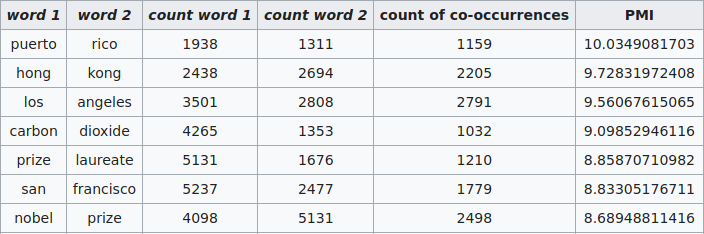 word 1 word 2 count word 1 count word 2 count of co-occurrences PMI
puerto rico 1938 1311 1159 10.0349081703
hong kong 2438 2694 2205 9.72831972408
los angeles 3501 2808 2791 9.56067615065
carbon dioxide 4265 1353 1032 9.09852946116
prize laureate 5131 1676 1210 8.85870710982
san francisco 5237 2477 1779 8.83305176711
nobel prize 4098 5131 2498 8.68948811416